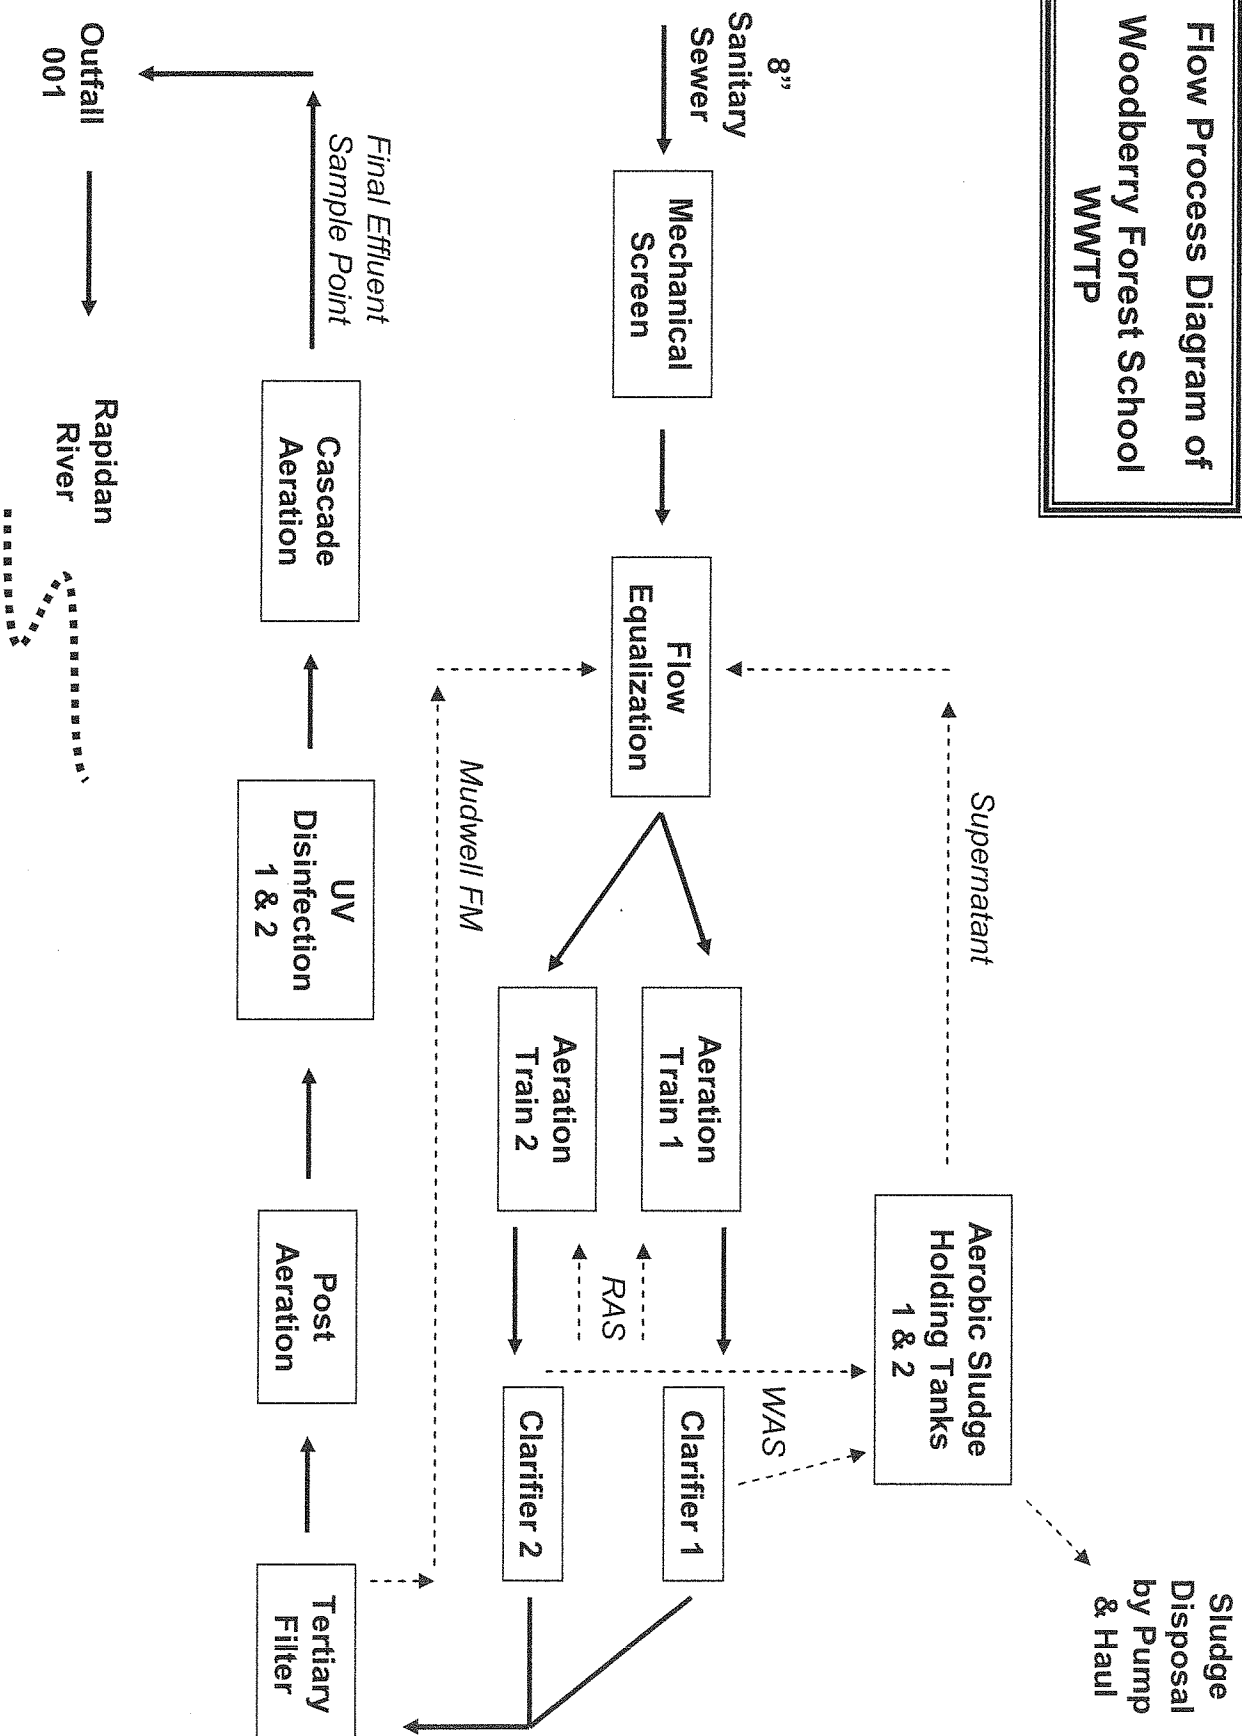 Flow Process Diagram of
Woodberry Forest School
WWTP
Sludge
Disposal
by Pump
& Haul
Supernatant
Aerobic Sludge
Holding Tanks
1 & 2
WAS
8”
Sanitary
Sewer
Mechanical
Screen
Flow
Equalization
Aeration
Train 1
Aeration
Train 2
RAS
Clarifier 1
Clarifier 2
Mudwell FM
Final Effluent
Sample Point
Cascade
Aeration
UV
Disinfection
1 & 2
Post
Aeration
Tertiary
Filter
Outfall
001
Rapidan
River